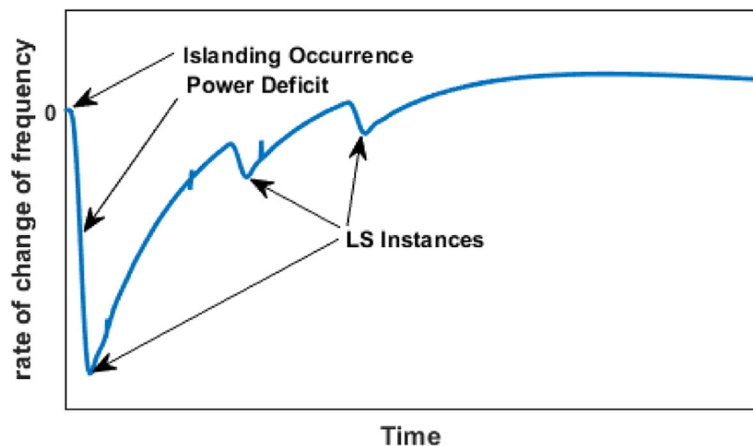 Islanding Occurrence
Power Deficit
0
LS Instances
rate of change of frequency
Time